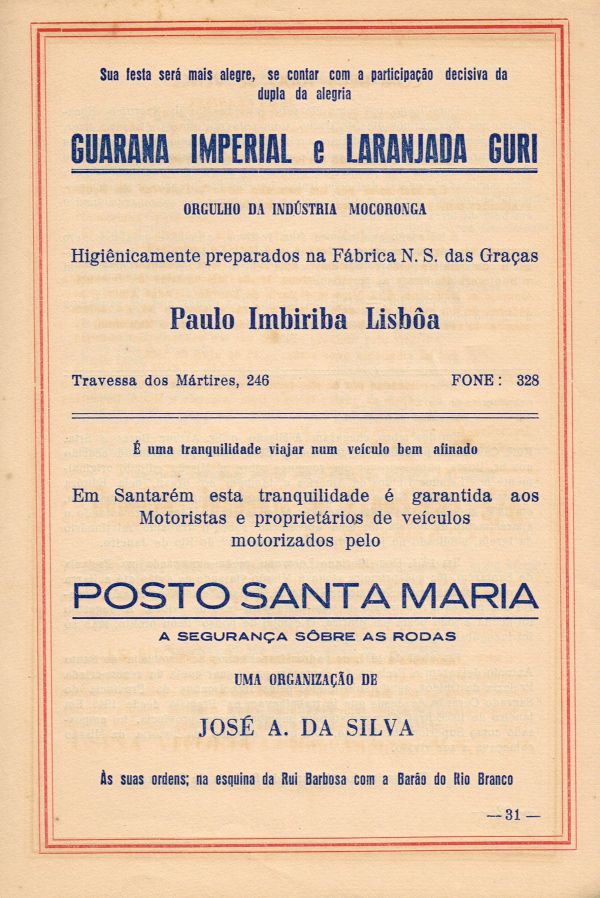 Sua festa será mais alegre, se contar com a participação decisiva da
dupla da alegria
GUARANA IMPERIAL e LARANJADA GURI
ORGULHO DA INDÚSTRIA MOCORONGA
Higiênicamente preparados na Fábrica N. S. das Graças
Paulo Imbiriba Lisbôa
Travessa dos Mártires, 246 FONE: 328
É uma tranquilidade viajar num veículo bem afinado
Em Santarém esta tranquilidade é garantida aos
Motoristas e proprietários de veículos
motorizados pelo
POSTO SANTA MARIA
A SEGURANÇA SÔBRE AS RODAS
UMA ORGANIZAÇÃO DE
JOSÉ A. DA SILVA
Às suas ordens; na esquina da Rui Barbosa com a Barão do Rio Branco
— 31 —